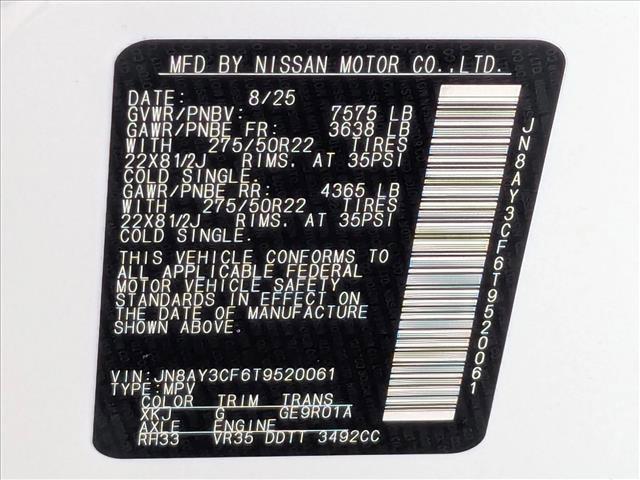 MFD BY NISSAN MOTOR CO.,LTD.
DATE: 8/25
GVWR/PNBV: 7575 LB
GAWR/PNBE FR: 3638 LB
WITH 275/50R22 TIRES
22X81/2J RIMS. AT 35PSI
COLD SINGLE.
GAWR/PNBE RR: 4365 LB
WITH 275/50R22 TIRES
22X81/2J RIMS. AT 35PSI
COLD SINGLE.
THIS VEHICLE CONFORMS TO
ALL APPLICABLE FEDERAL
MOTOR VEHICLE SAFETY
STANDARDS IN EFFECT ON
THE DATE OF MANUFACTURE
SHOWN ABOVE.
VIN:JN8AY3CF6T9520061
TYPE:MPV
COLOR TRIM TRANS
XKJ G GE9R01A
AXLE ENGINE
RH33 VR35 DDTT 3492CC
JN8AY3CF6T9520061